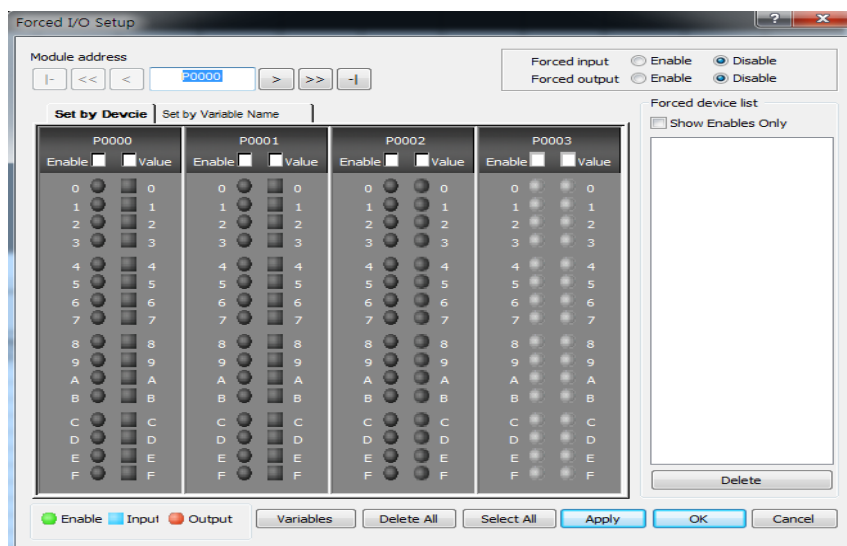 Forced I/O Setup
?
X
Module address
|- << < P0000 > >> -|
Forced input Enable Disable
Forced output Enable Disable
Set by Devcie Set by Variable Name
P0000 P0001 P0002 P0003
Enable Value Enable Value Enable Value Enable Value
0 0 0 0 0 0 0 0
1 1 1 1 1 1 1 1
2 2 2 2 2 2 2 2
3 3 3 3 3 3 3 3
4 4 4 4 4 4 4 4
5 5 5 5 5 5 5 5
6 6 6 6 6 6 6 6
7 7 7 7 7 7 7 7
8 8 8 8 8 8 8 8
9 9 9 9 9 9 9 9
A A A A A A A A
B B B B B B B B
C C C C C C C C
D D D D D D D D
E E E E E E E E
F F F F F F F F
Forced device list
Show Enables Only
Delete
Enable Input Output Variables Delete All Select All Apply OK Cancel